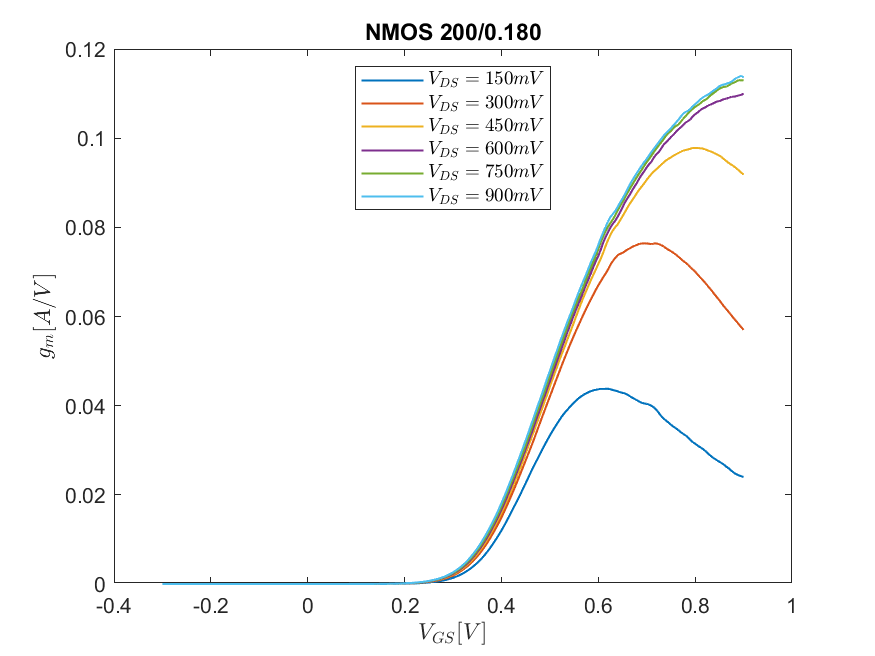 NMOS 200/0.180
0.12
0.1
0.08
0.06
0.04
0.02
0
g_m[A/V]
V_DS = 150mV
V_DS = 300mV
V_DS = 450mV
V_DS = 600mV
V_DS = 750mV
V_DS = 900mV
-0.4 -0.2 0 0.2 0.4 0.6 0.8 1
V_GS[V]